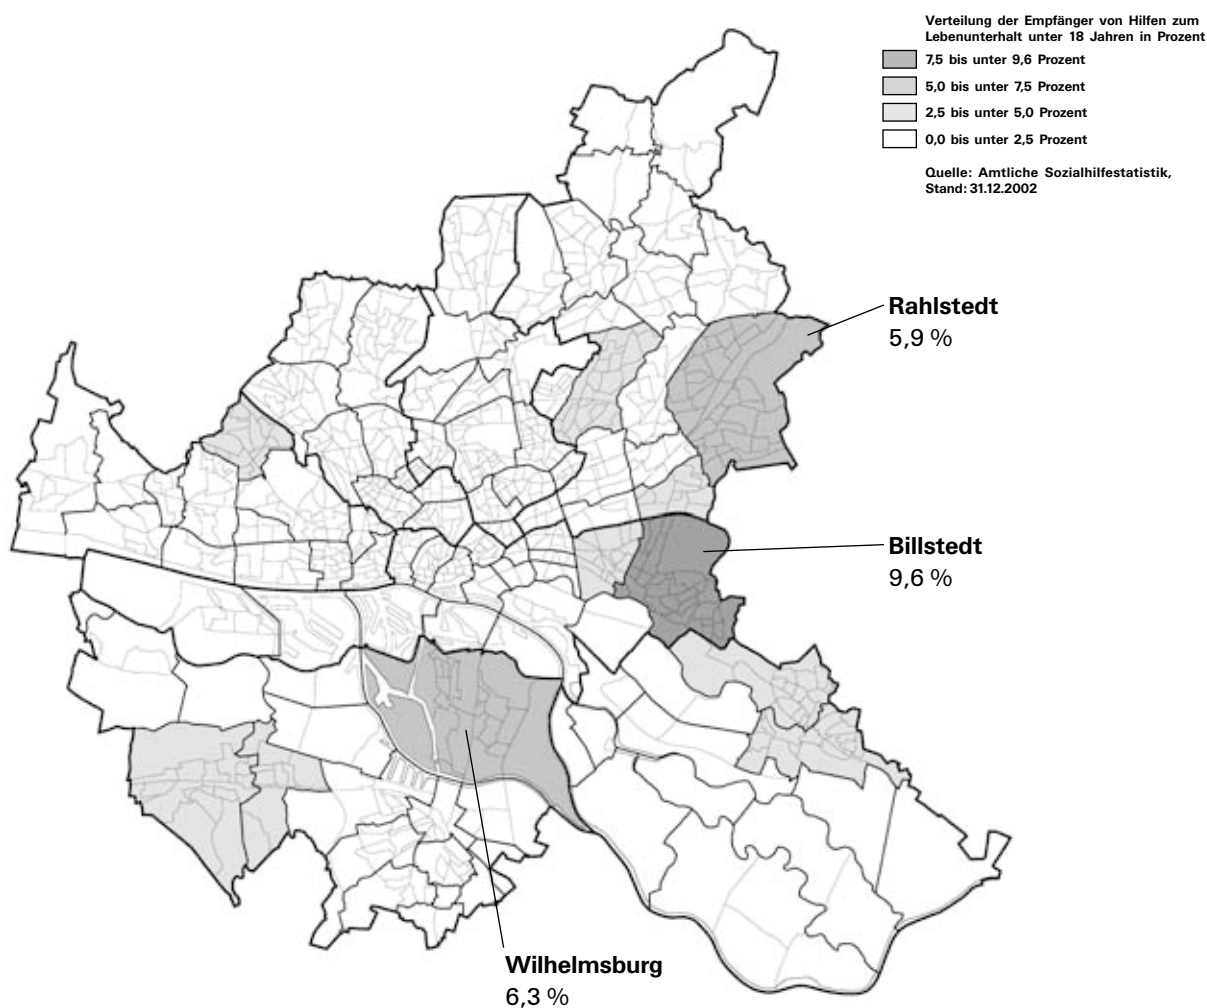 Verteilung der Empfänger von Hilfen zum
Lebenunterhalt unter 18 Jahren in Prozent
7,5 bis unter 9,6 Prozent
5,0 bis unter 7,5 Prozent
2,5 bis unter 5,0 Prozent
0,0 bis unter 2,5 Prozent
Quelle: Amtliche Sozialhilfestatistik,
Stand: 31.12.2002
Rahlstedt
5,9 %
Billstedt
9,6 %
Wilhelmsburg
6,3 %